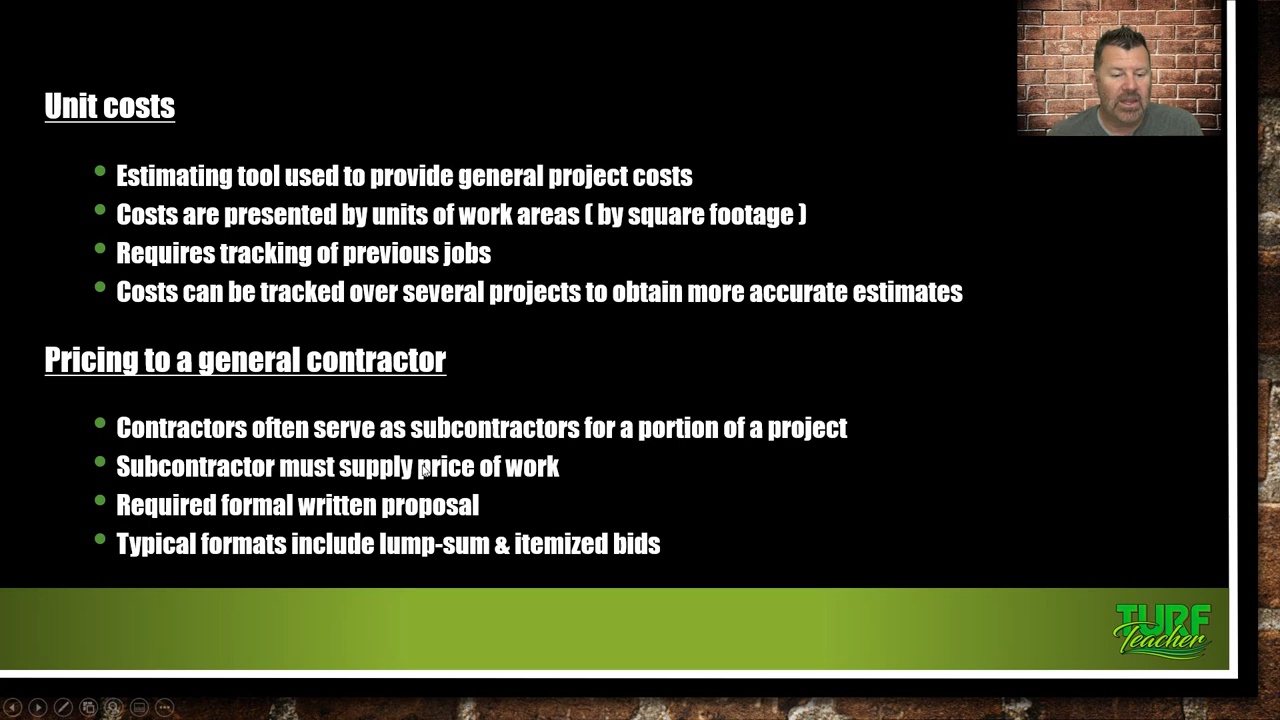 Unit costs
Estimating tool used to provide general project costs
Costs are presented by units of work areas ( by square footage )
Requires tracking of previous jobs
Costs can be tracked over several projects to obtain more accurate estimates
Pricing to a general contractor
Contractors often serve as subcontractors for a portion of a project
Subcontractor must supply price of work
Required formal written proposal
Typical formats include lump-sum & itemized bids
TURF
Teacher